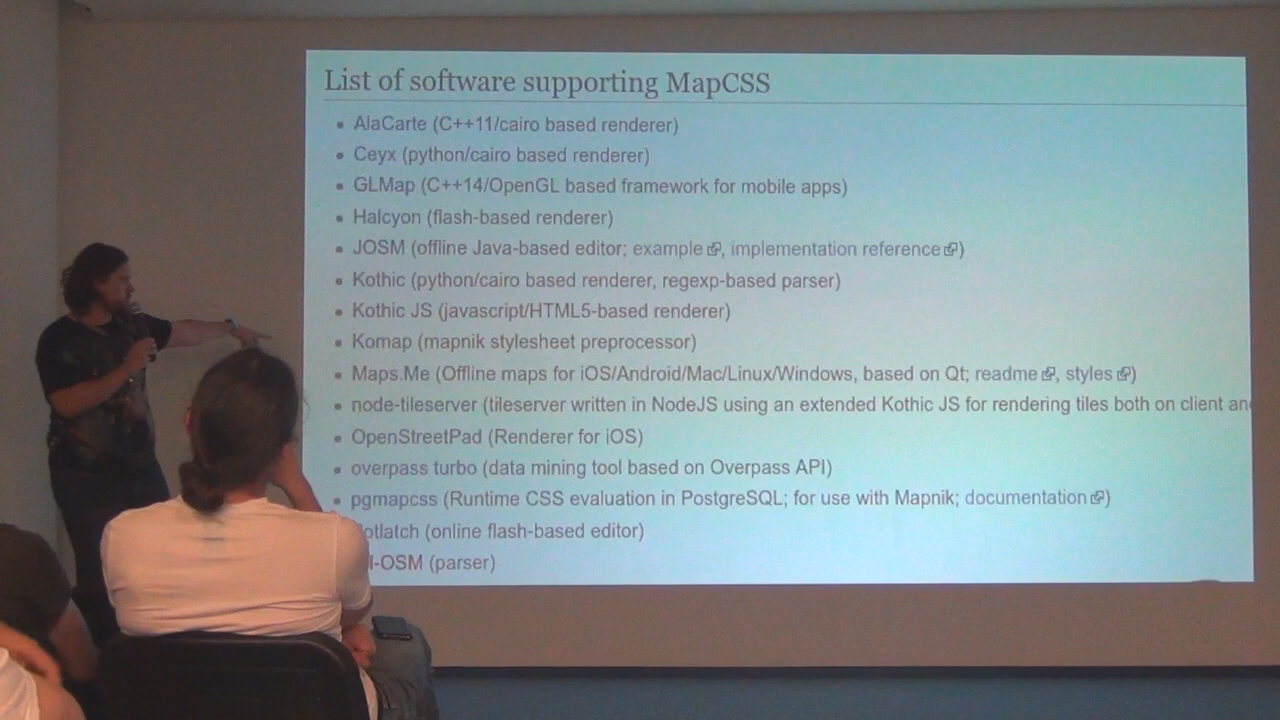 List of software supporting MapCSS
• AlaCarte (C++11/cairo based renderer)
• Ceyx (python/cairo based renderer)
• GLMap (C++14/OpenGL based framework for mobile apps)
• Halcyon (flash-based renderer)
• JOSM (offline Java-based editor; example, implementation reference)
• Kothic (python/cairo based renderer, regexp-based parser)
• Kothic JS (javascript/HTML5-based renderer)
• Komap (mapnik stylesheet preprocessor)
• Maps.Me (Offline maps for iOS/Android/Mac/Linux/Windows, based on Qt; readme, styles)
• node-tileserver (tileserver written in NodeJS using an extended Kothic JS for rendering tiles both on client an
• OpenStreetPad (Renderer for iOS)
• overpass turbo (data mining tool based on Overpass API)
• pgmapcss (Runtime CSS evaluation in PostgreSQL; for use with Mapnik; documentation)
otlatch (online flash-based editor)
-OSM (parser)